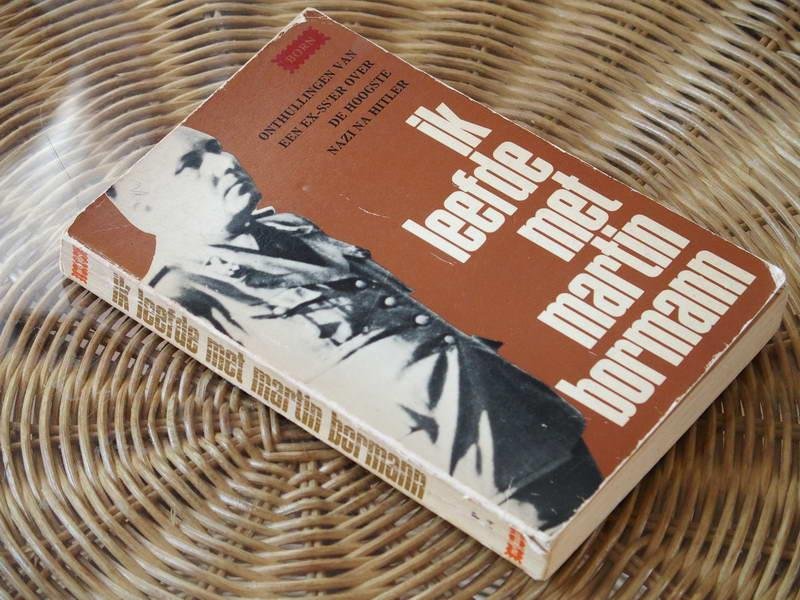 BORN
ONTHULLINGEN VAN
EEN EX-SS'ER OVER
DE HOOGSTE
NAZI NA HITLER
ik
leefde
met
martin
bormann
ik leefde met martin bormann